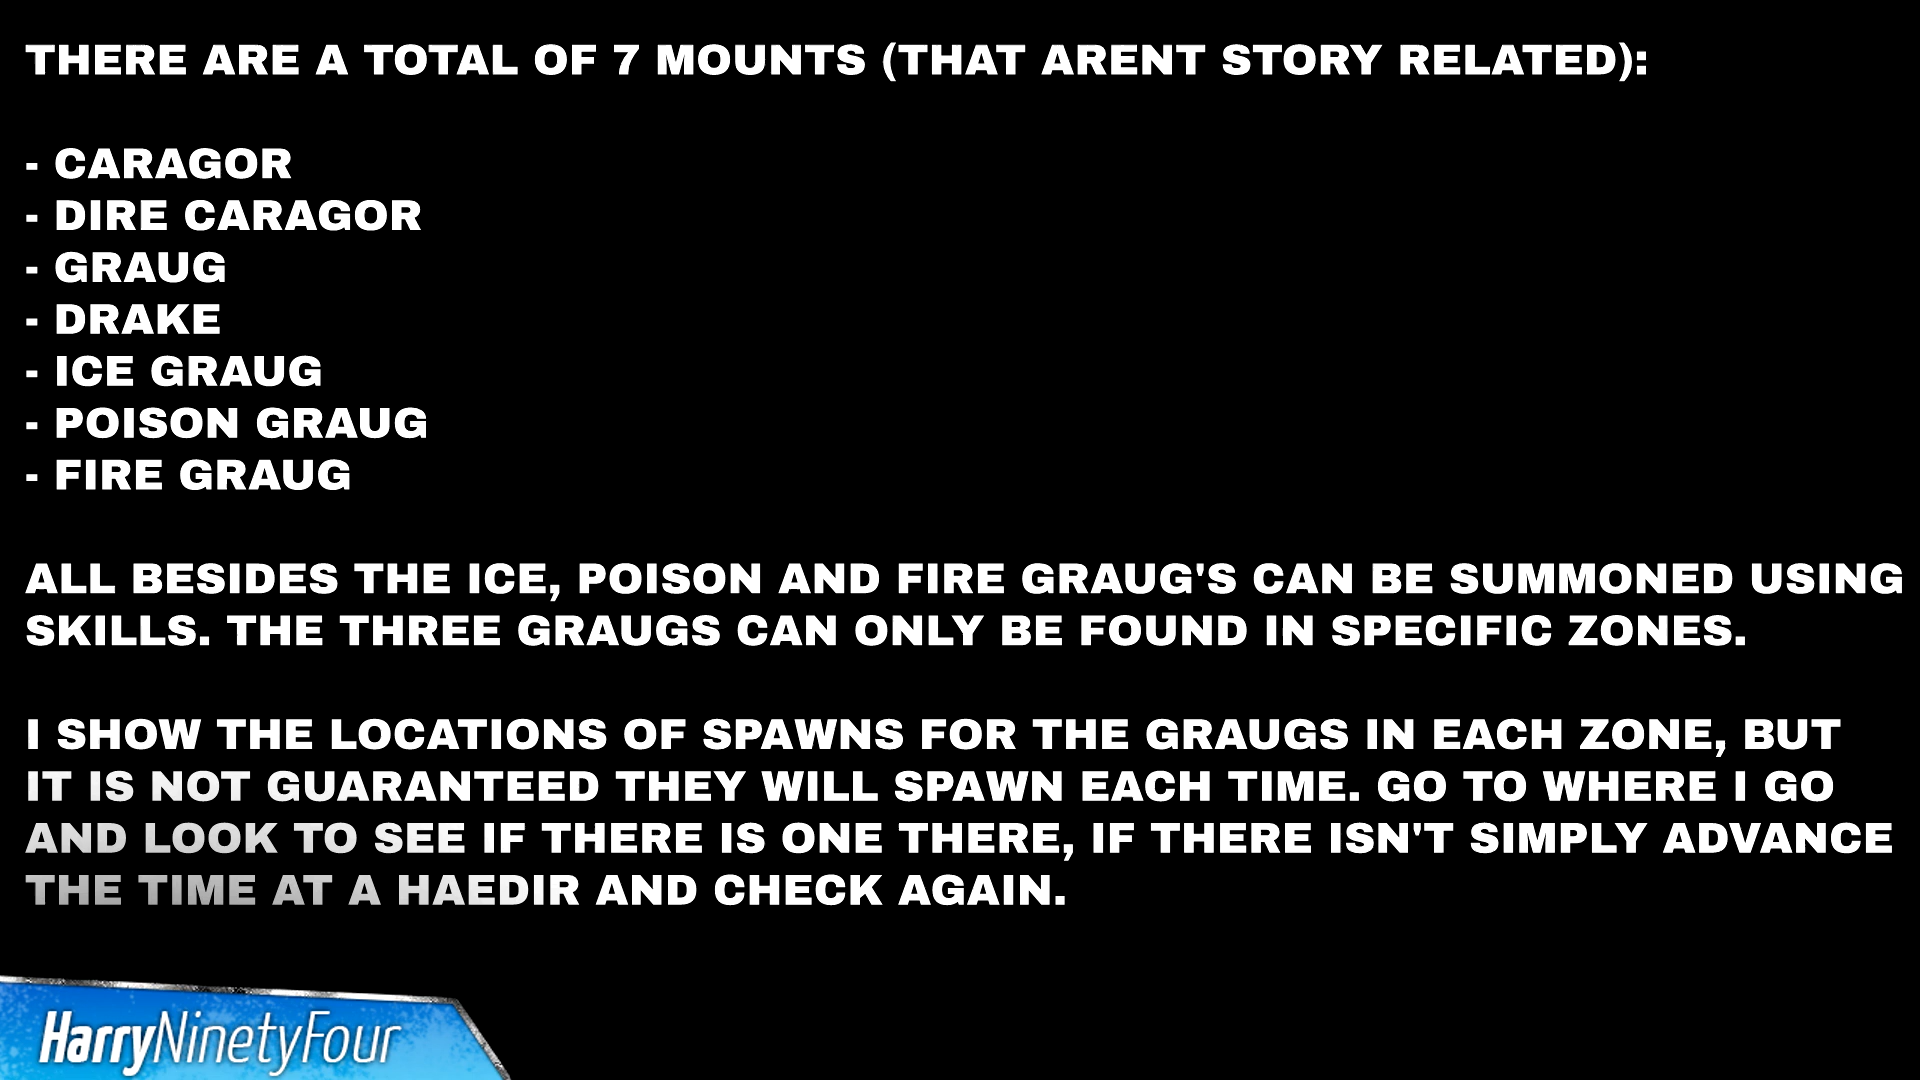 THERE ARE A TOTAL OF 7 MOUNTS (THAT ARENT STORY RELATED):
- CARAGOR
- DIRE CARAGOR
- GRAUG
- DRAKE
- ICE GRAUG
- POISON GRAUG
- FIRE GRAUG
ALL BESIDES THE ICE, POISON AND FIRE GRAUG'S CAN BE SUMMONED USING
SKILLS. THE THREE GRAUGS CAN ONLY BE FOUND IN SPECIFIC ZONES.
I SHOW THE LOCATIONS OF SPAWNS FOR THE GRAUGS IN EACH ZONE, BUT
IT IS NOT GUARANTEED THEY WILL SPAWN EACH TIME. GO TO WHERE I GO
AND LOOK TO SEE IF THERE IS ONE THERE, IF THERE ISN'T SIMPLY ADVANCE
THE TIME AT A HAEDIR AND CHECK AGAIN.
HarryNinetyFour